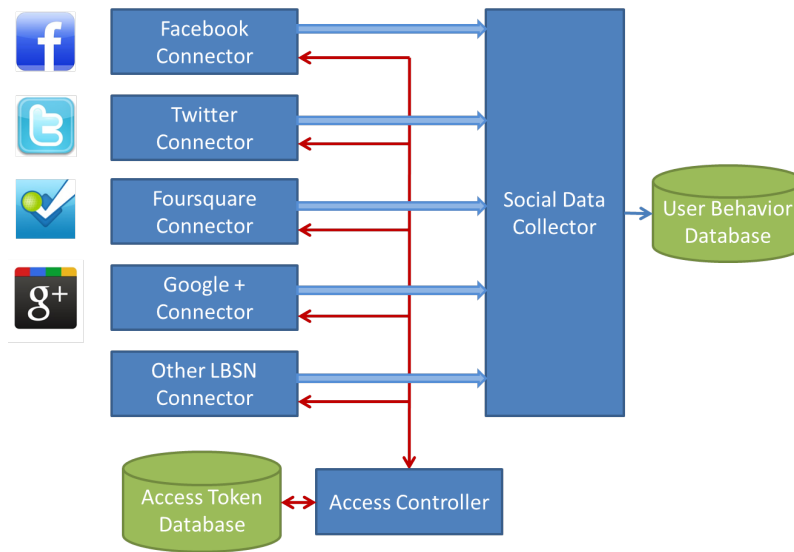 Facebook
Connector
Twitter
Connector
Foursquare
Connector
g+
Google +
Connector
Other LBSN
Connector
Social Data
Collector
User Behavior
Database
Access Token
Database
Access Controller